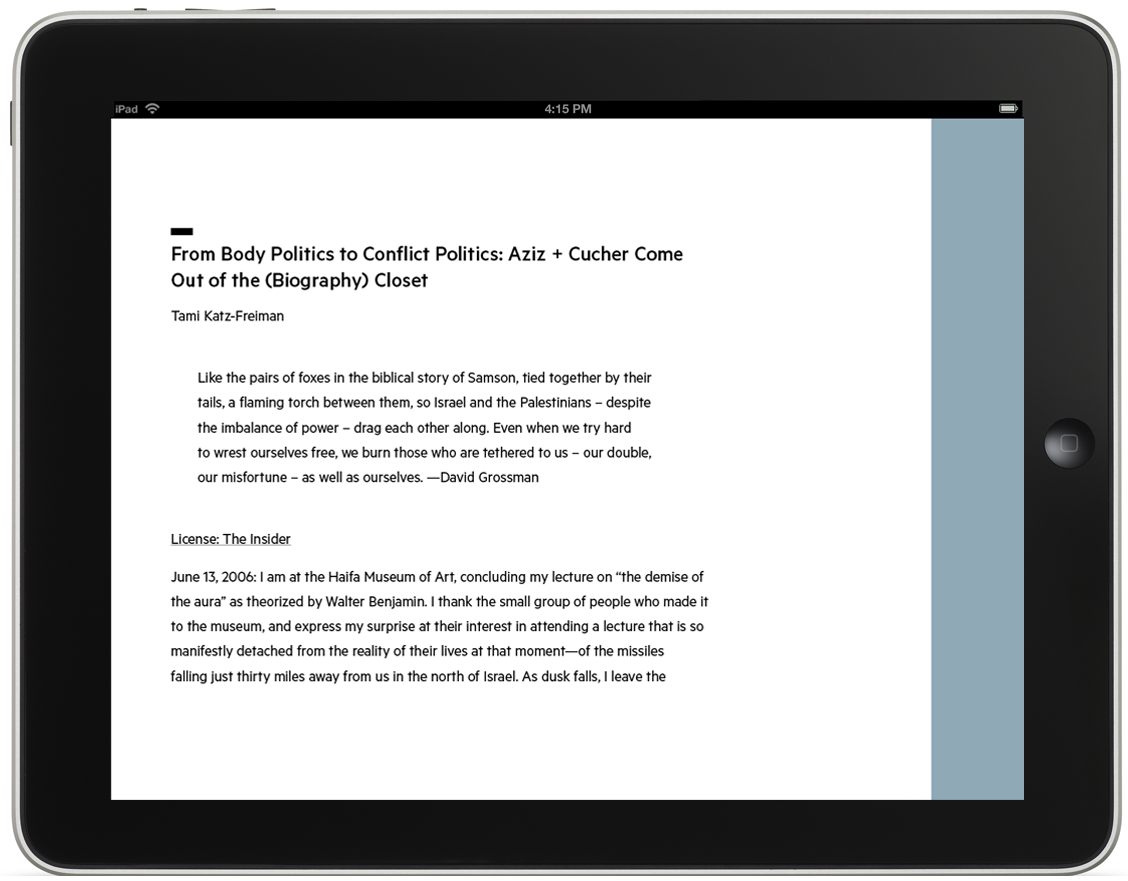 iPad
4:15 PM
From Body Politics to Conflict Politics: Aziz + Cucher Come
Out of the (Biography) Closet
Tami Katz-Freiman
Like the pairs of foxes in the biblical story of Samson, tied together by their
tails, a flaming torch between them, so Israel and the Palestinians – despite
the imbalance of power – drag each other along. Even when we try hard
to wrest ourselves free, we burn those who are tethered to us – our double,
our misfortune – as well as ourselves. —David Grossman
License: The Insider
June 13, 2006: I am at the Haifa Museum of Art, concluding my lecture on “the demise of
the aura” as theorized by Walter Benjamin. I thank the small group of people who made it
to the museum, and express my surprise at their interest in attending a lecture that is so
manifestly detached from the reality of their lives at that moment—of the missiles
falling just thirty miles away from us in the north of Israel. As dusk falls, I leave the